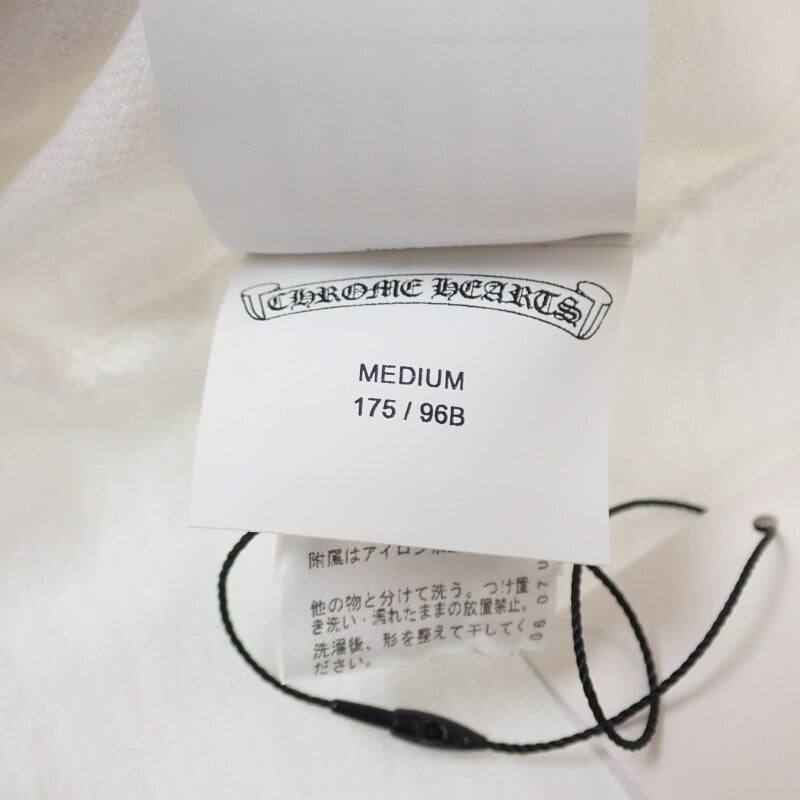 CHROME HEARTS
MEDIUM
175 / 96B
附属はアイロン
他の物と分けて洗う。つけ置
き洗い・濡れたままの放置禁止。
洗濯後、形を整えて干してく
ださい。
06 07